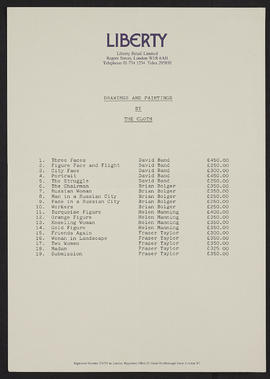 LIBERTY
Liberty Retail Limited
Regent Street, London W1R 6AH
Telephone 01-734 1234 Telex 295850
DRAWINGS AND PAINTINGS
BY
THE CLOTH
1. Three Faces David Band £450.00
2. Figure Face and Flight David Band £250.00
3. City Face David Band £300.00
4. Portrait David Band £450.00
5. The Struggle David Band £250.00
6. The Chairman Brian Bolger £350.00
7. Russian Woman Brian Bolger £350.00
8. Man in a Russian City Brian Bolger £350.00
9. Face in a Russian City Brian Bolger £350.00
10. Workers Brian Bolger £250.00
11. Turquoise Figure Helen Manning £400.00
12. Orange Figure Helen Manning £300.00
13. Kneeling Woman Helen Manning £350.00
14. Gold Figure Helen Manning £350.00
15. Friends Again Fraser Taylor £300.00
16. Woman in Landscape Fraser Taylor £350.00
17. Two Women Fraser Taylor £350.00
18. Madam Fraser Taylor £325.00
19. Submission Fraser Taylor £350.00